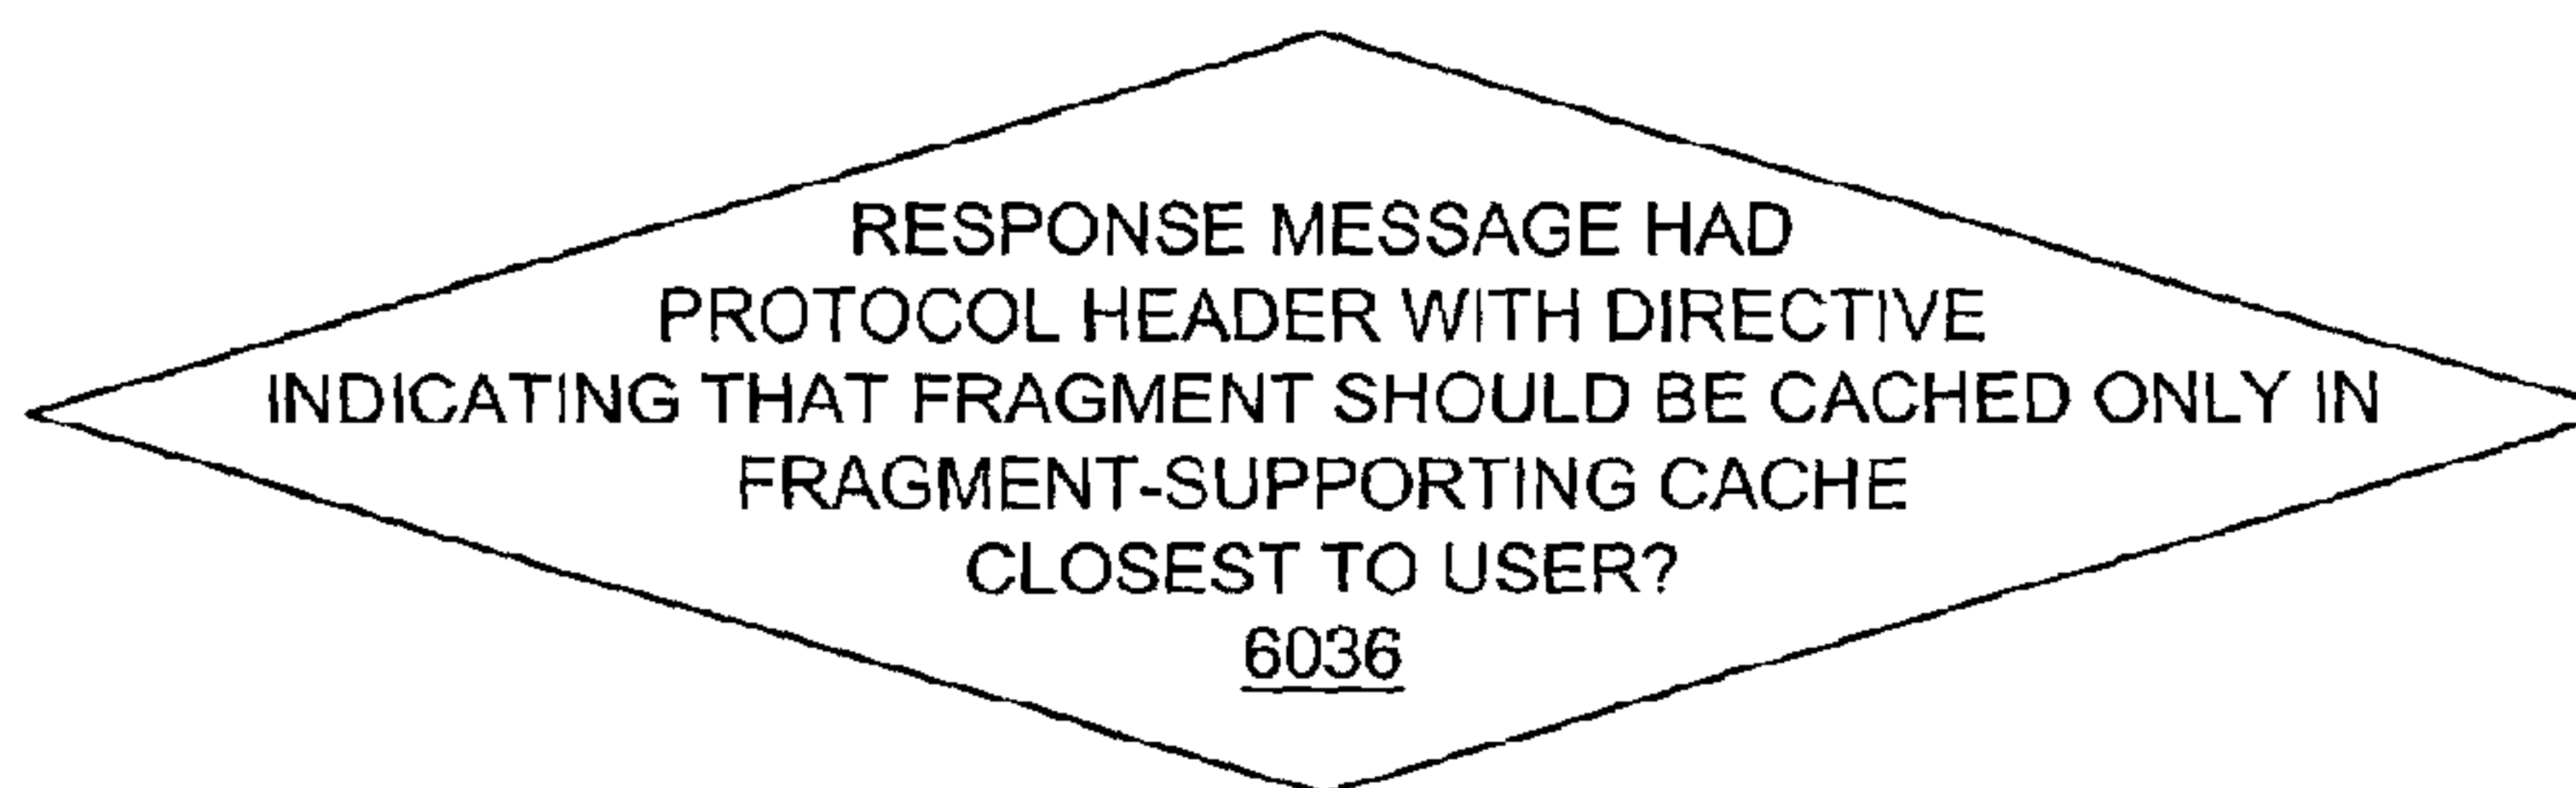 RESPONSE MESSAGE HAD
PROTOCOL HEADER WITH DIRECTIVE
INDICATING THAT FRAGMENT SHOULD BE CACHED ONLY IN
FRAGMENT-SUPPORTING CACHE
CLOSEST TO USER?
6036